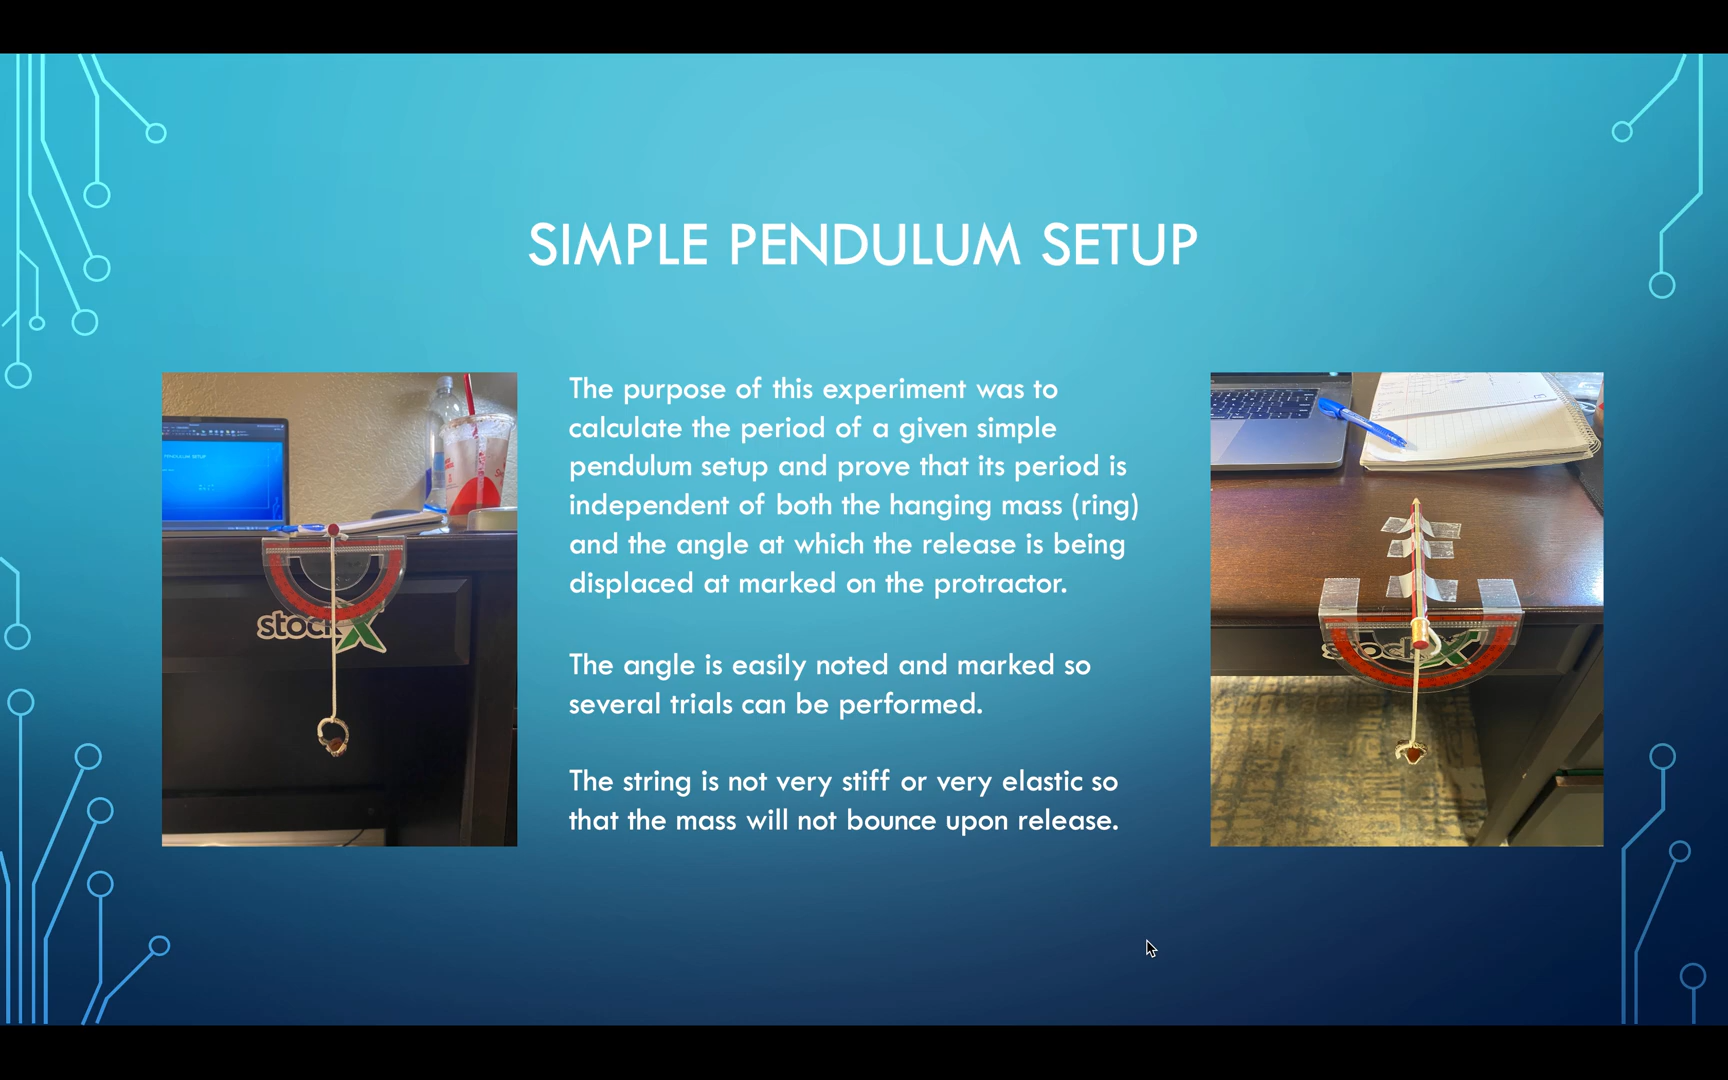 SIMPLE PENDULUM SETUP
The purpose of this experiment was to
calculate the period of a given simple
pendulum setup and prove that its period is
independent of both the hanging mass (ring)
and the angle at which the release is being
displaced at marked on the protractor.
The angle is easily noted and marked so
several trials can be performed.
The string is not very stiff or very elastic so
that the mass will not bounce upon release.
PENDULUM SETUP
stockX
stockX